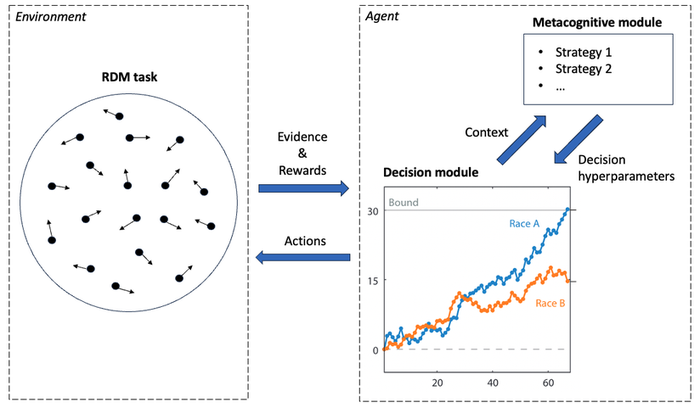 Environment
RDM task
Evidence
&
Rewards
Actions
Agent
Metacognitive module
• Strategy 1
• Strategy 2
• ...
Context
Decision
hyperparameters
Decision module
Bound
30
Race A
15
Race B
0
20
40
60